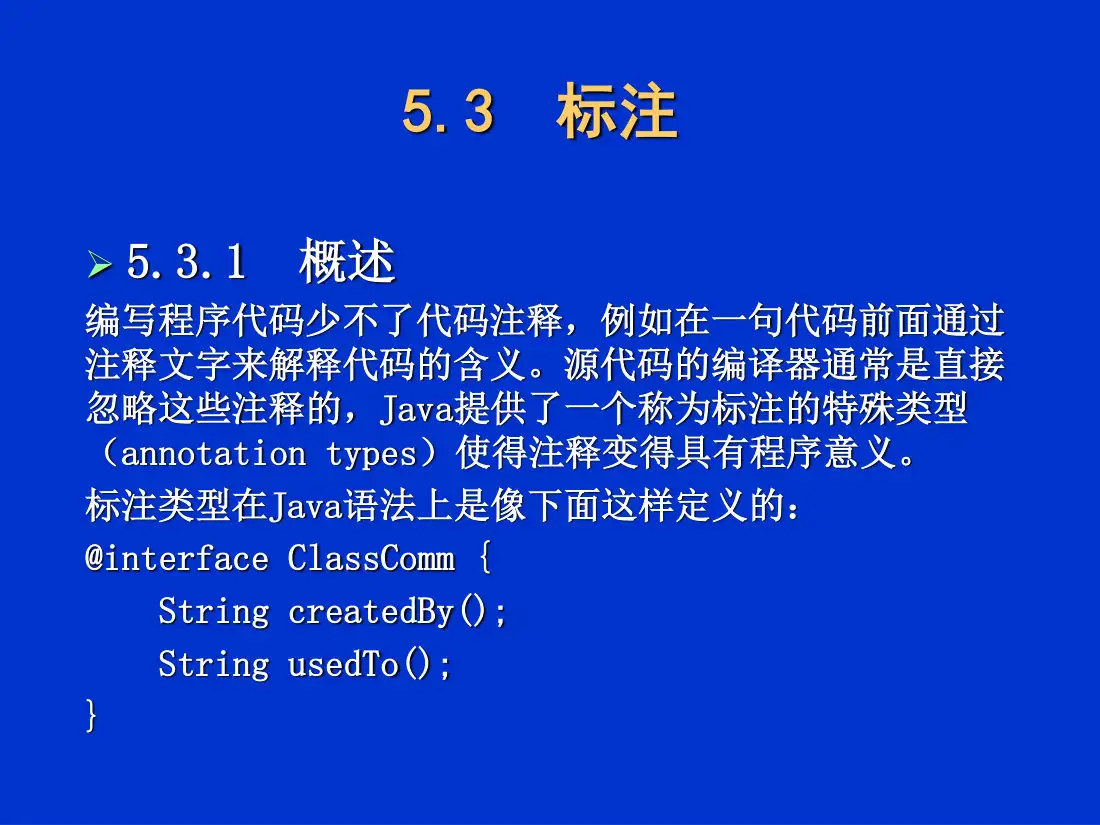 5.3 标注
5.3.1 概述
编写程序代码少不了代码注释，例如在一句代码前面通过
注释文字来解释代码的含义。源代码的编译器通常是直接
忽略这些注释的，Java提供了一个称为标注的特殊类型
（annotation types）使得注释变得具有程序意义。
标注类型在Java语法上是像下面这样定义的：
@interface ClassComm {
    String createdBy();
    String usedTo();
}